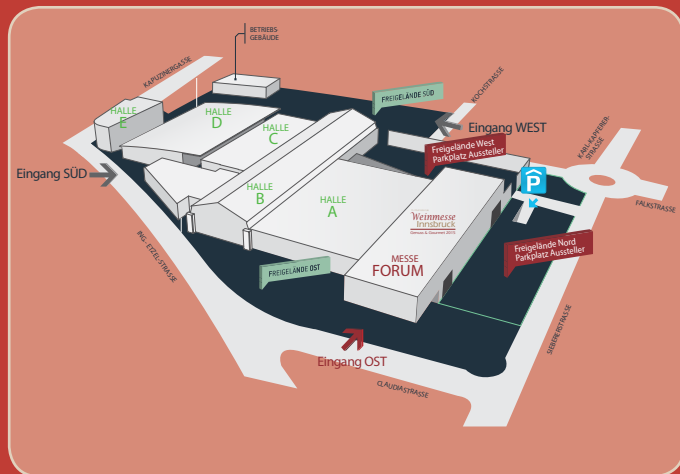 BETRIEBS-
GEBÄUDE
KAPUZINERGASSE
FREIGELÄNDE SÜD
KOCHSTRASSE
HALLE
E
HALLE
D
HALLE
C
Eingang WEST
KARL-KAPFERER-
STRASSE
Freigelände West
Parkplatz Aussteller
Eingang SÜD
P
HALLE
B
HALLE
A
FALKSTRASSE
Weinmesse
Innsbruck
Freigelände Nord
Parkplatz Aussteller
ING.-ETZEL-STRASSE
FREIGELÄNDE OST
MESSE
FORUM
SIEBERERSTRASSE
Eingang OST
CLAUDIASTRASSE